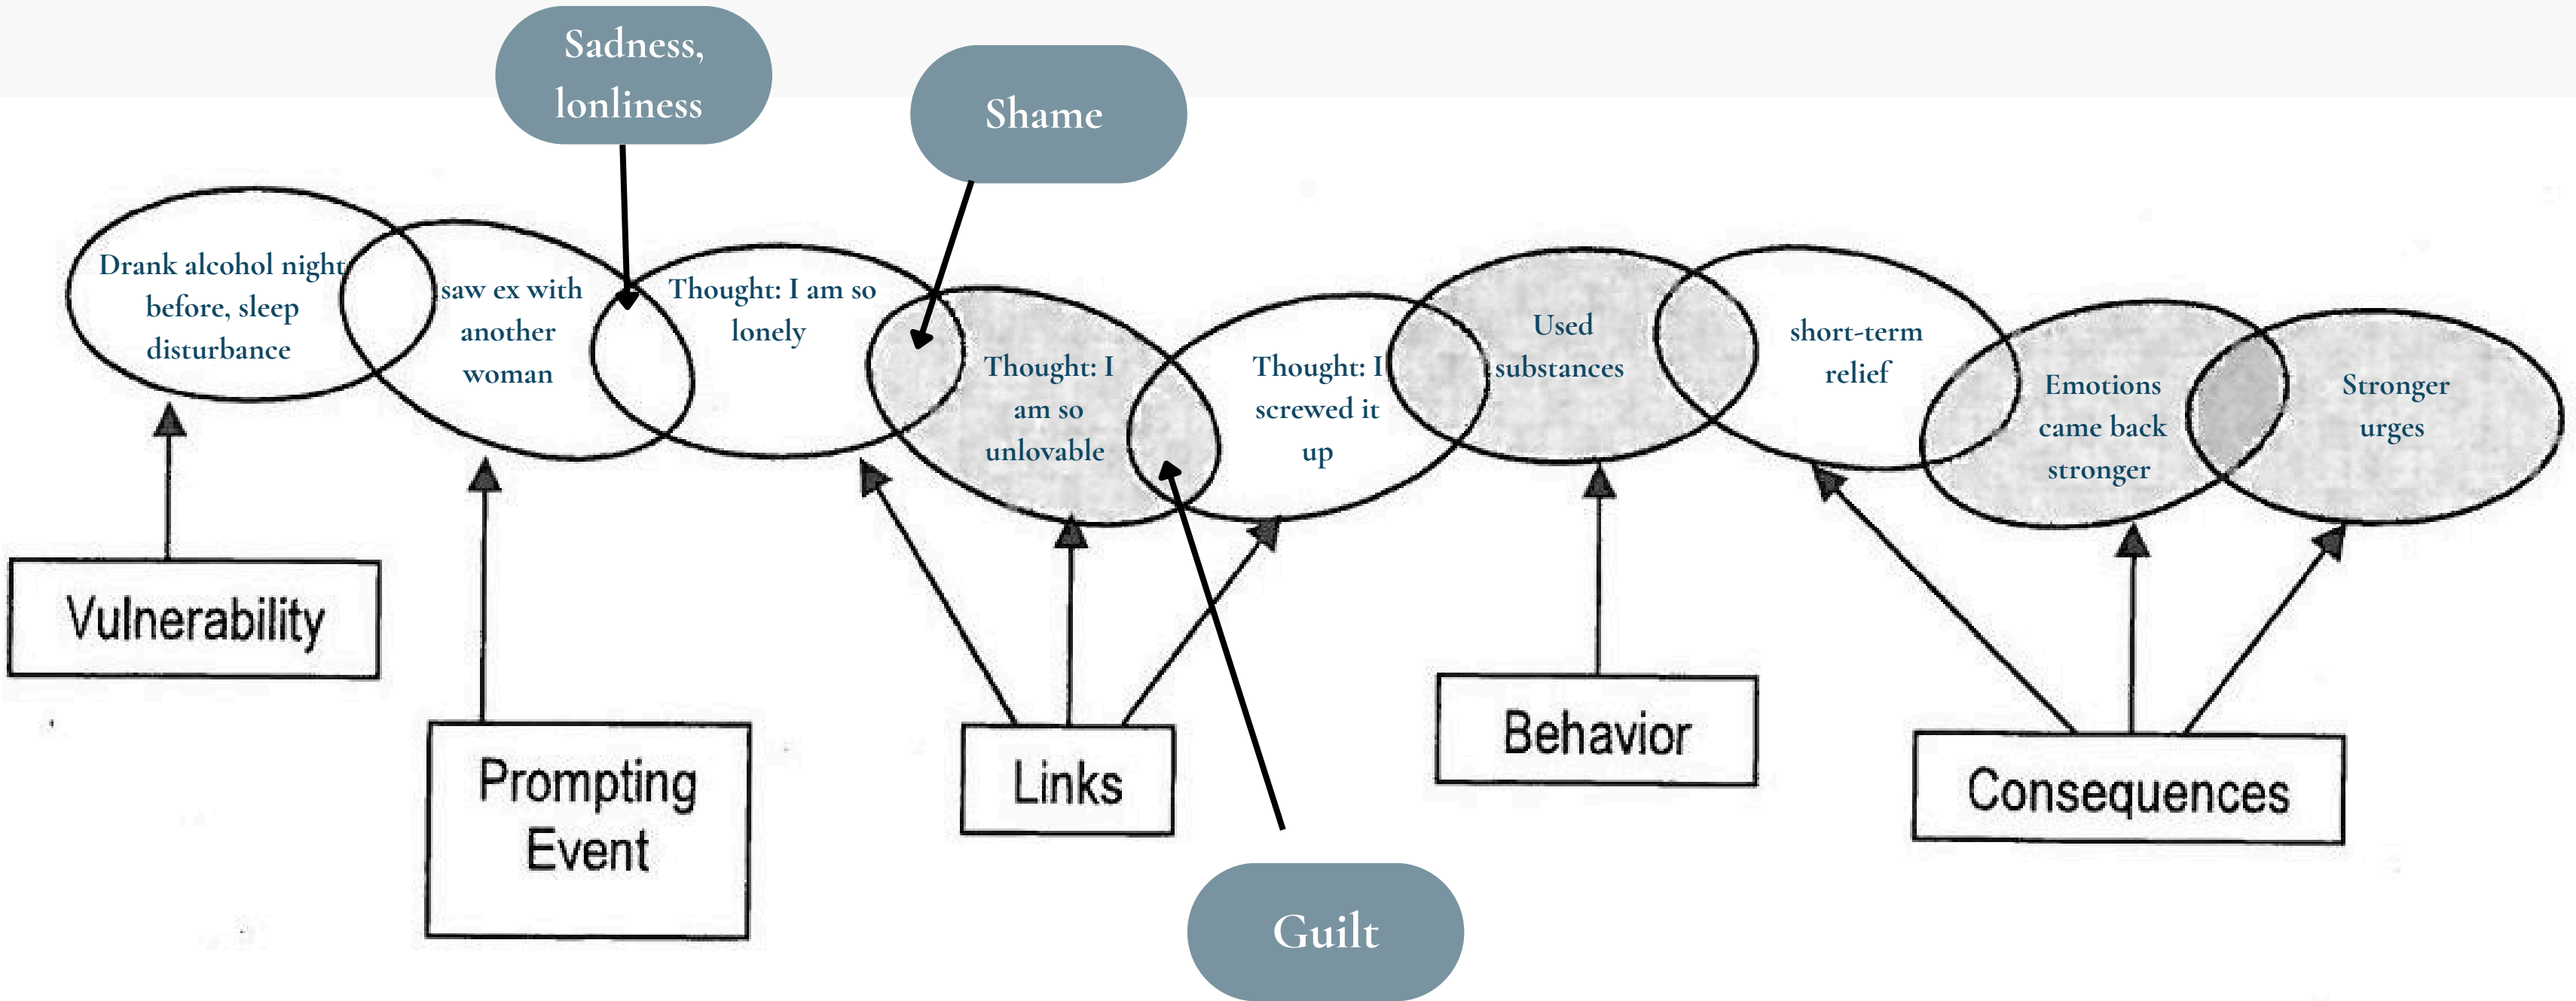 Sadness,
lonliness
Shame
Drank alcohol night
before, sleep
disturbance
saw ex with
another
woman
Thought: I am so
lonely
Thought: I
am so
unlovable
Thought: I
screwed it
up
Used
substances
short-term
relief
Emotions
came back
stronger
Stronger
urges
Vulnerability
Prompting
Event
Links
Behavior
Consequences
Guilt